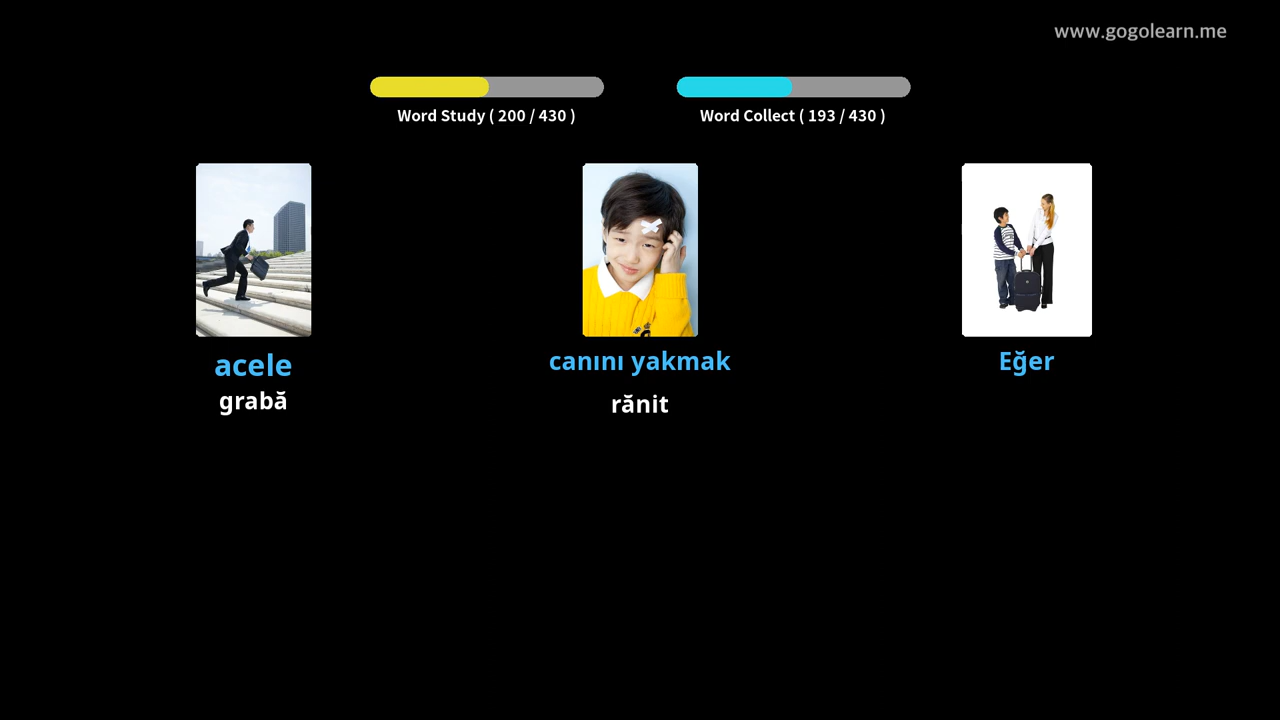 www.gogolearn.me
Word Study ( 200 / 430 )
Word Collect ( 193 / 430 )
acele
grabă
canını yakmak
rănit
Eğer